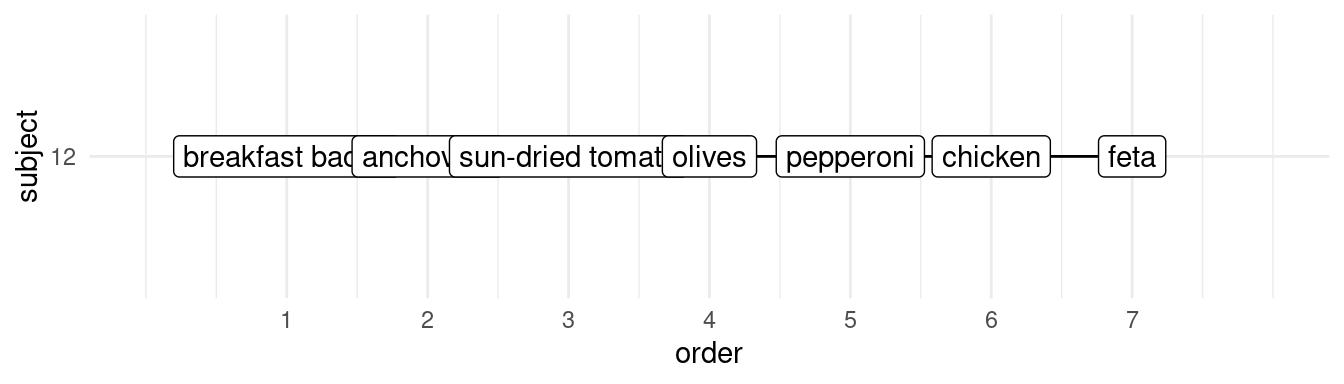 subject
12
breakfast bac
anchov
sun-dried tomat
olives
pepperoni
chicken
feta
1 2 3 4 5 6 7
order